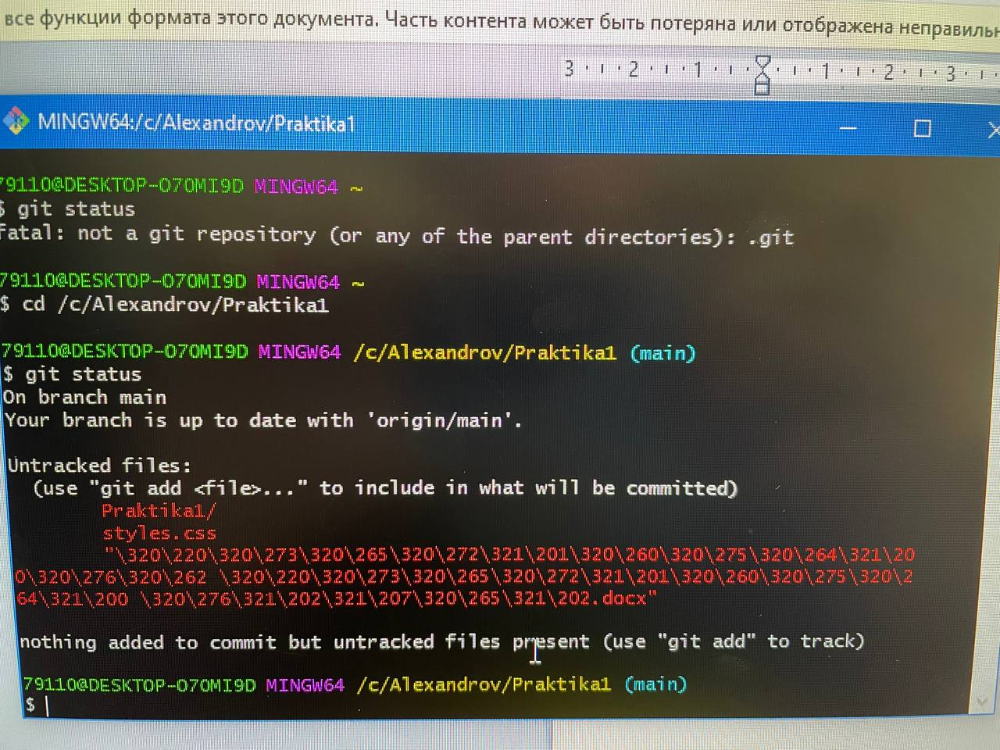 все функции формата этого документа. Часть контента может быть потеряна или отображена неправильн
3 2 1 1 2 3
MINGW64:/c/Alexandrov/Praktika1
79110@DESKTOP-O7OMI9D MINGW64 ~
$ git status
fatal: not a git repository (or any of the parent directories): .git
79110@DESKTOP-O7OMI9D MINGW64 ~
$ cd /c/Alexandrov/Praktika1
79110@DESKTOP-O7OMI9D MINGW64 /c/Alexandrov/Praktika1 (main)
$ git status
On branch main
Your branch is up to date with 'origin/main'.
Untracked files:
(use "git add <file>..." to include in what will be committed)
Praktika1/
styles.css
"\320\220\320\273\320\265\320\272\321\201\320\260\320\275\320\264\321\20
0\320\276\320\262 \320\220\320\273\320\265\320\272\321\201\320\260\320\275\320\2
64\321\200 \320\276\321\202\321\207\320\265\321\202.docx"
nothing added to commit but untracked files present (use "git add" to track)
79110@DESKTOP-O7OMI9D MINGW64 /c/Alexandrov/Praktika1 (main)
$